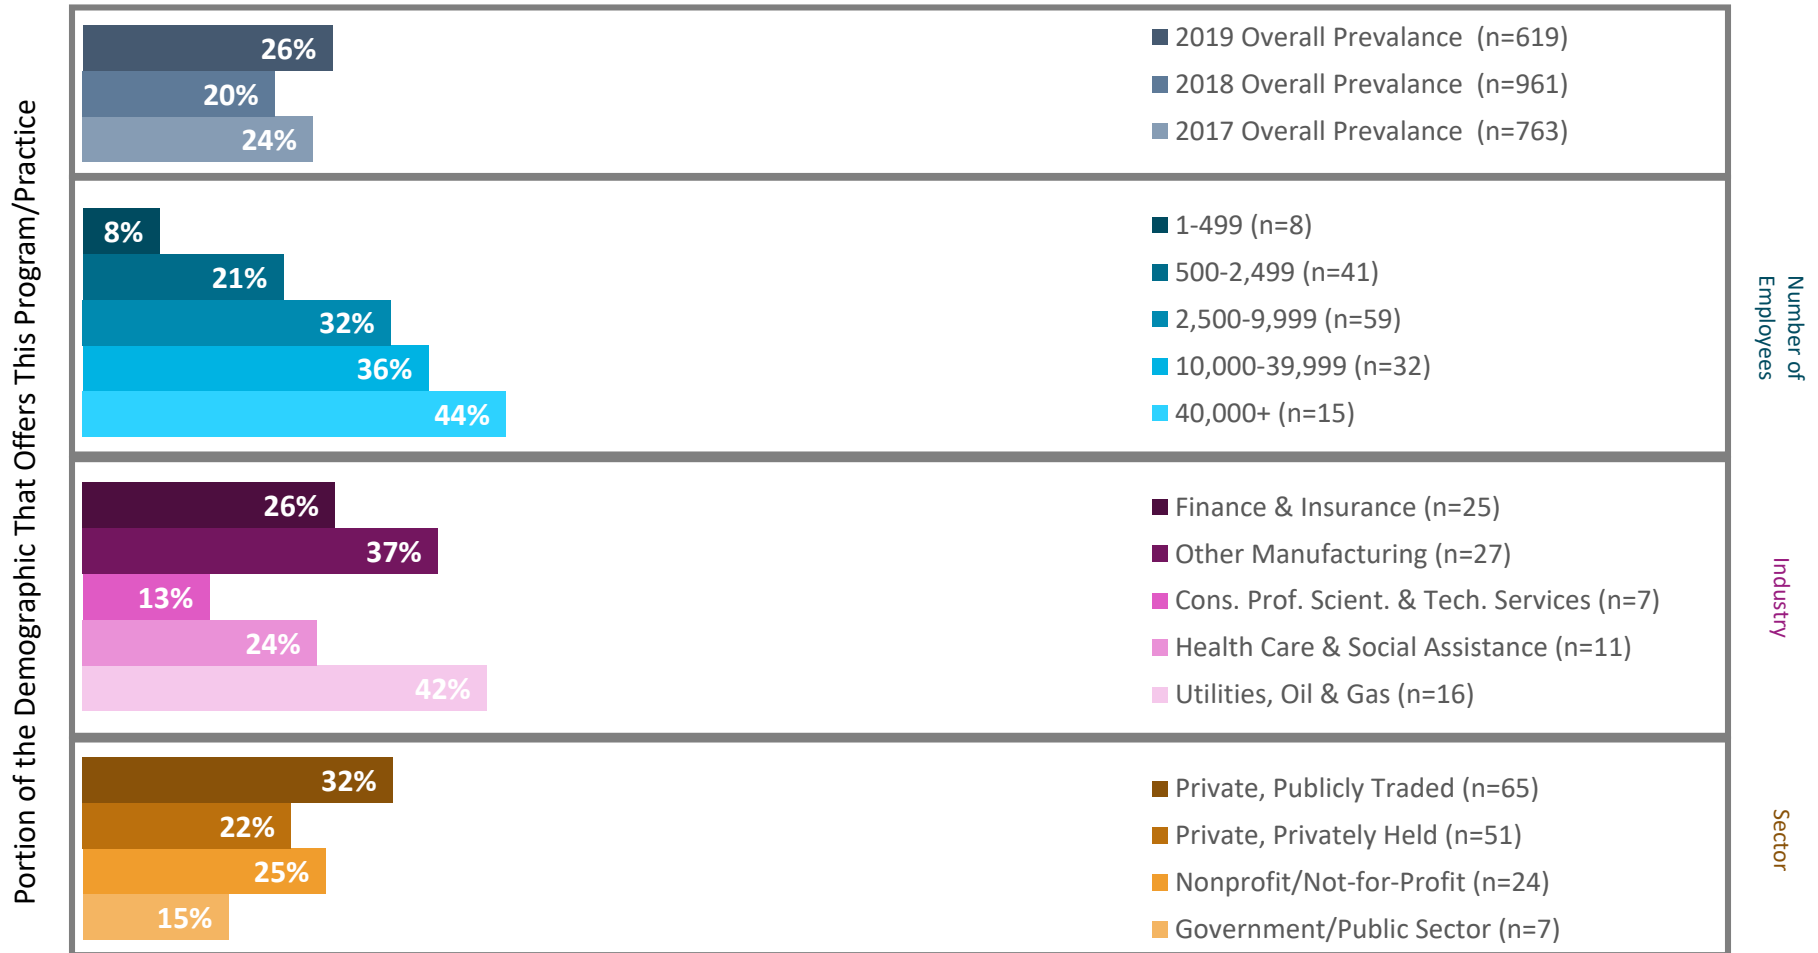 Portion of the Demographic That Offers This Program/Practice
26%
20%
24%
2019 Overall Prevalance (n=619)
2018 Overall Prevalance (n=961)
2017 Overall Prevalance (n=763)
8%
21%
32%
36%
44%
1-499 (n=8)
500-2,499 (n=41)
2,500-9,999 (n=59)
10,000-39,999 (n=32)
40,000+ (n=15)
Number of
Employees
26%
37%
13%
24%
42%
Finance & Insurance (n=25)
Other Manufacturing (n=27)
Cons. Prof. Scient. & Tech. Services (n=7)
Health Care & Social Assistance (n=11)
Utilities, Oil & Gas (n=16)
Industry
32%
22%
25%
15%
Private, Publicly Traded (n=65)
Private, Privately Held (n=51)
Nonprofit/Not-for-Profit (n=24)
Government/Public Sector (n=7)
Sector